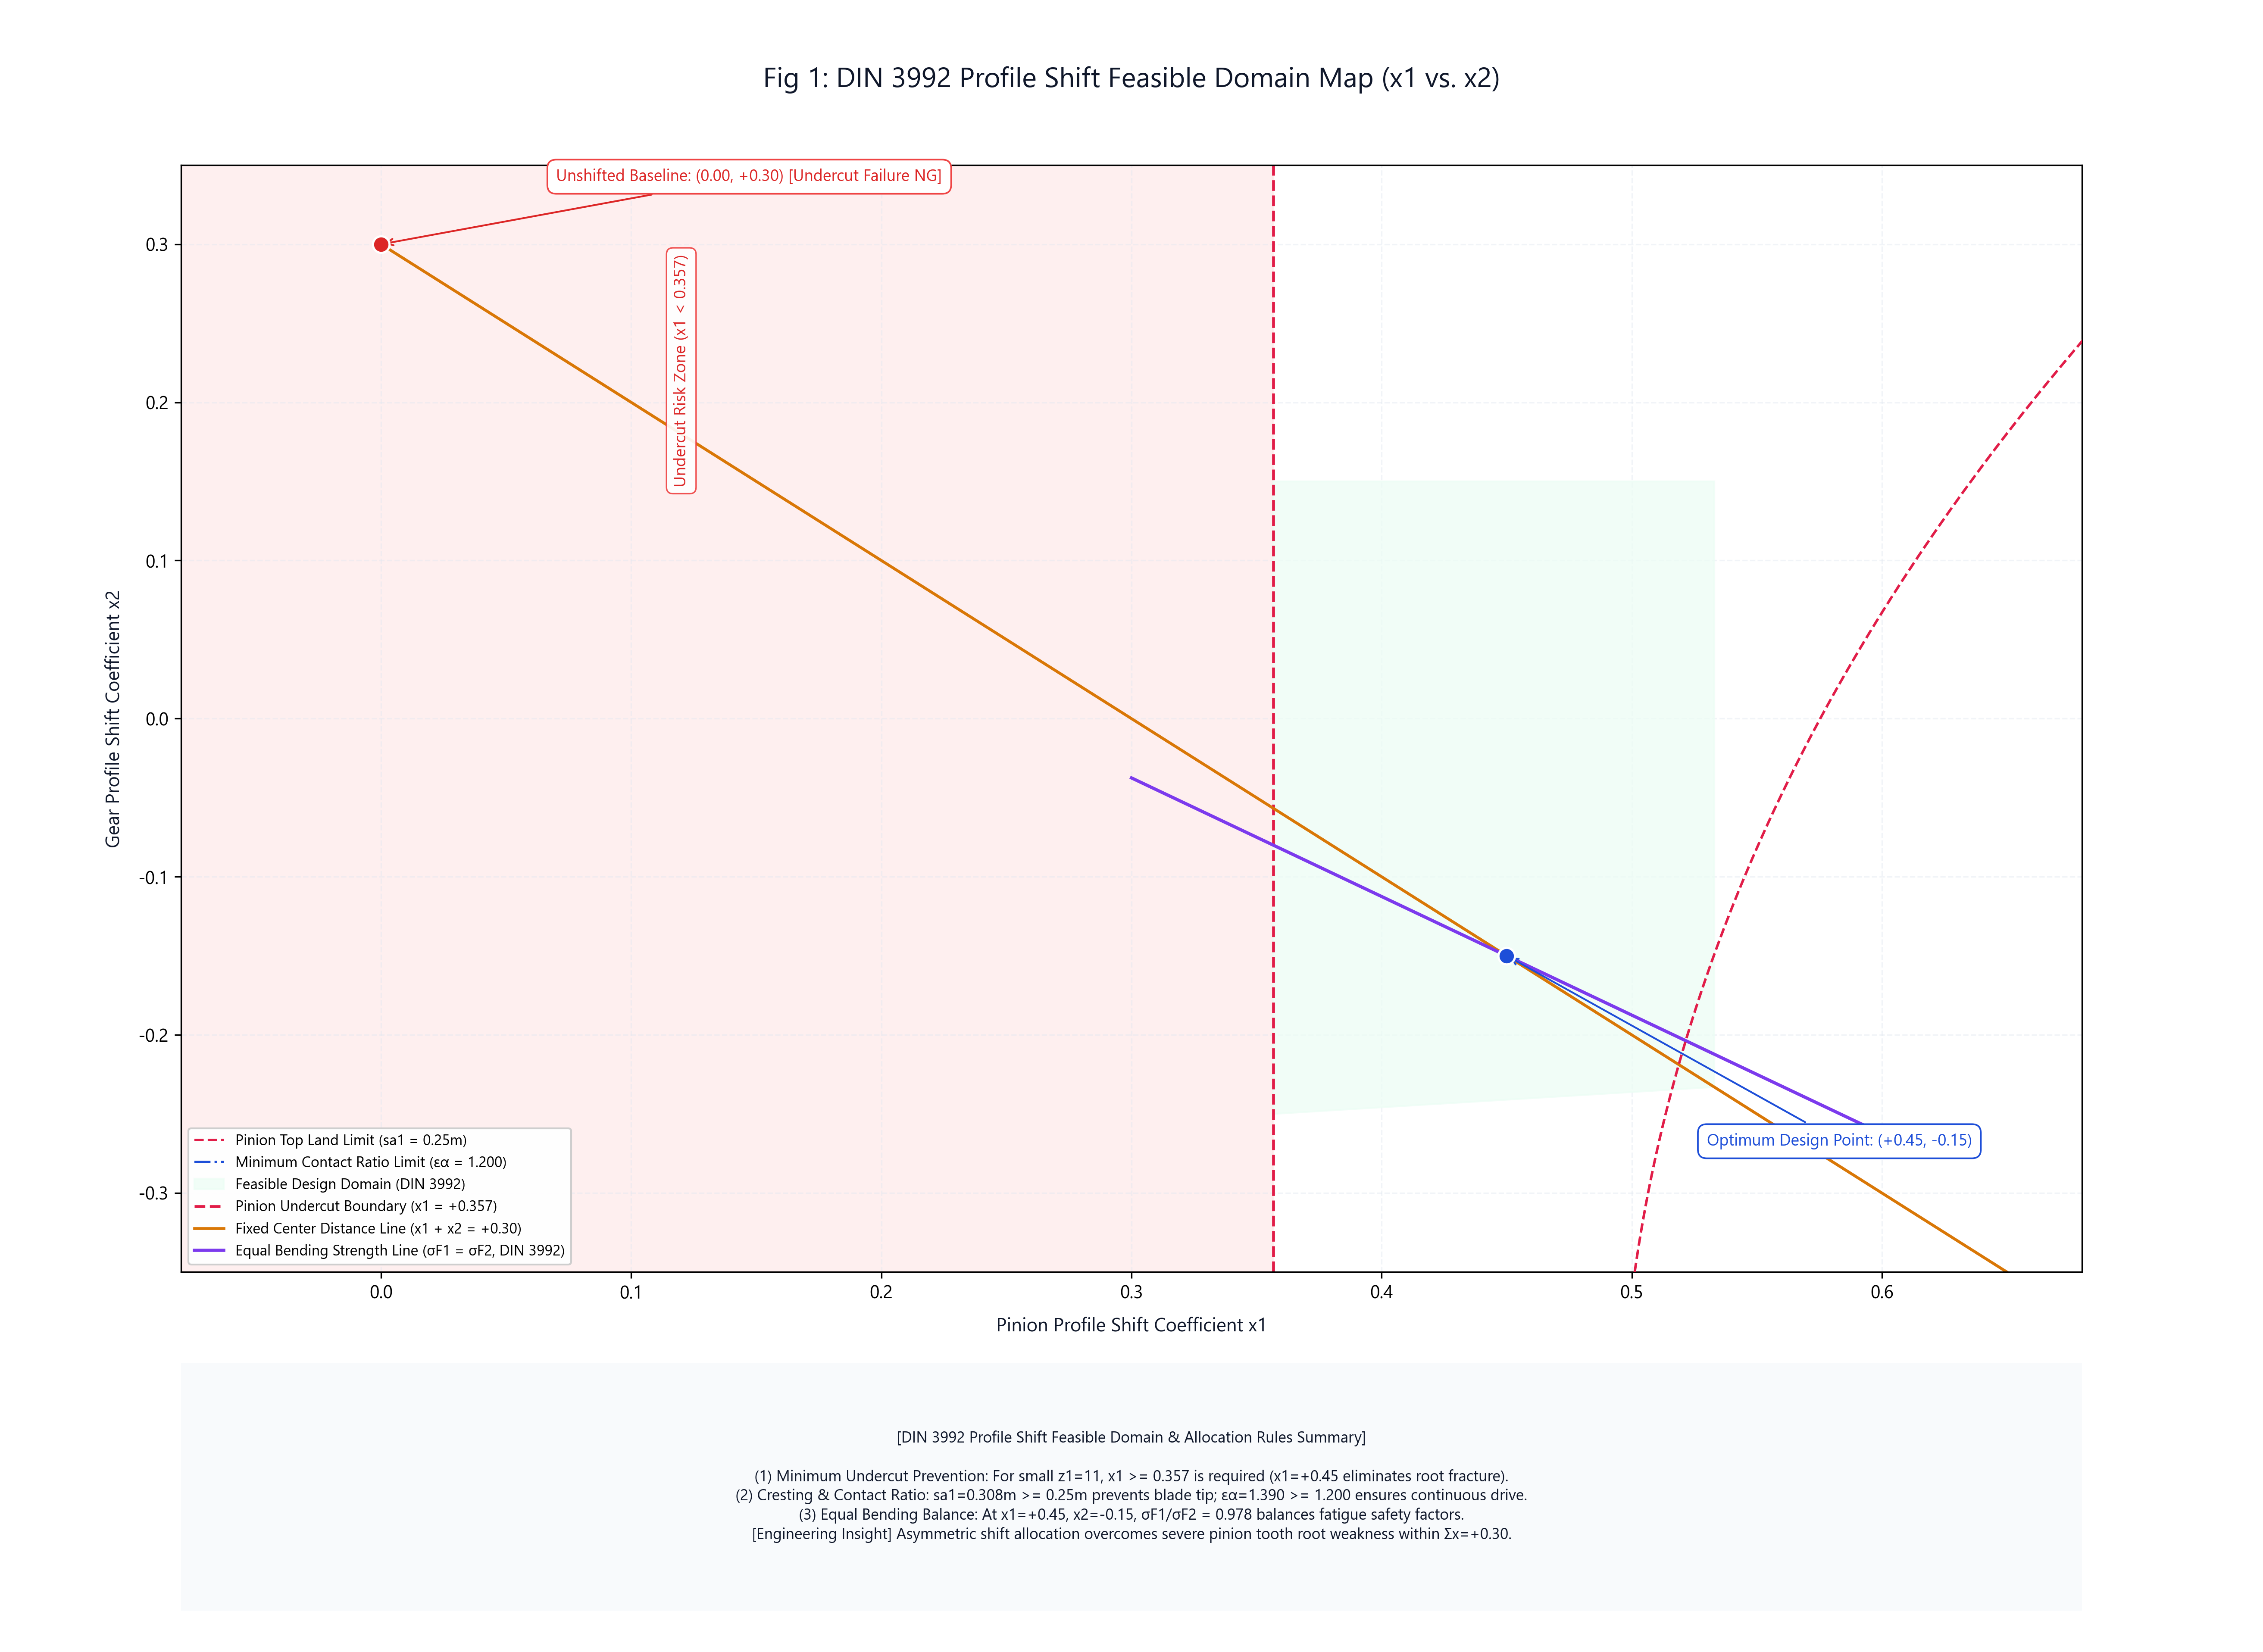 Fig 1: DIN 3992 Profile Shift Feasible Domain Map (x1 vs. x2)
Unshifted Baseline: (0.00, +0.30) [Undercut Failure NG]
Undercut Risk Zone (x1 < 0.357)
Gear Profile Shift Coefficient x2
0.3
0.2
0.1
0.0
-0.1
-0.2
-0.3
Optimum Design Point: (+0.45, -0.15)
Pinion Top Land Limit (sa1 = 0.25m)
Minimum Contact Ratio Limit (εα = 1.200)
Feasible Design Domain (DIN 3992)
Pinion Undercut Boundary (x1 = +0.357)
Fixed Center Distance Line (x1 + x2 = +0.30)
Equal Bending Strength Line (σF1 = σF2, DIN 3992)
0.0 0.1 0.2 0.3 0.4 0.5 0.6
Pinion Profile Shift Coefficient x1
[DIN 3992 Profile Shift Feasible Domain & Allocation Rules Summary]
(1) Minimum Undercut Prevention: For small z1=11, x1 >= 0.357 is required (x1=+0.45 eliminates root fracture).
(2) Cresting & Contact Ratio: sa1=0.308m >= 0.25m prevents blade tip; εα=1.390 >= 1.200 ensures continuous drive.
(3) Equal Bending Balance: At x1=+0.45, x2=-0.15, σF1/σF2 = 0.978 balances fatigue safety factors.
[Engineering Insight] Asymmetric shift allocation overcomes severe pinion tooth root weakness within Σx=+0.30.